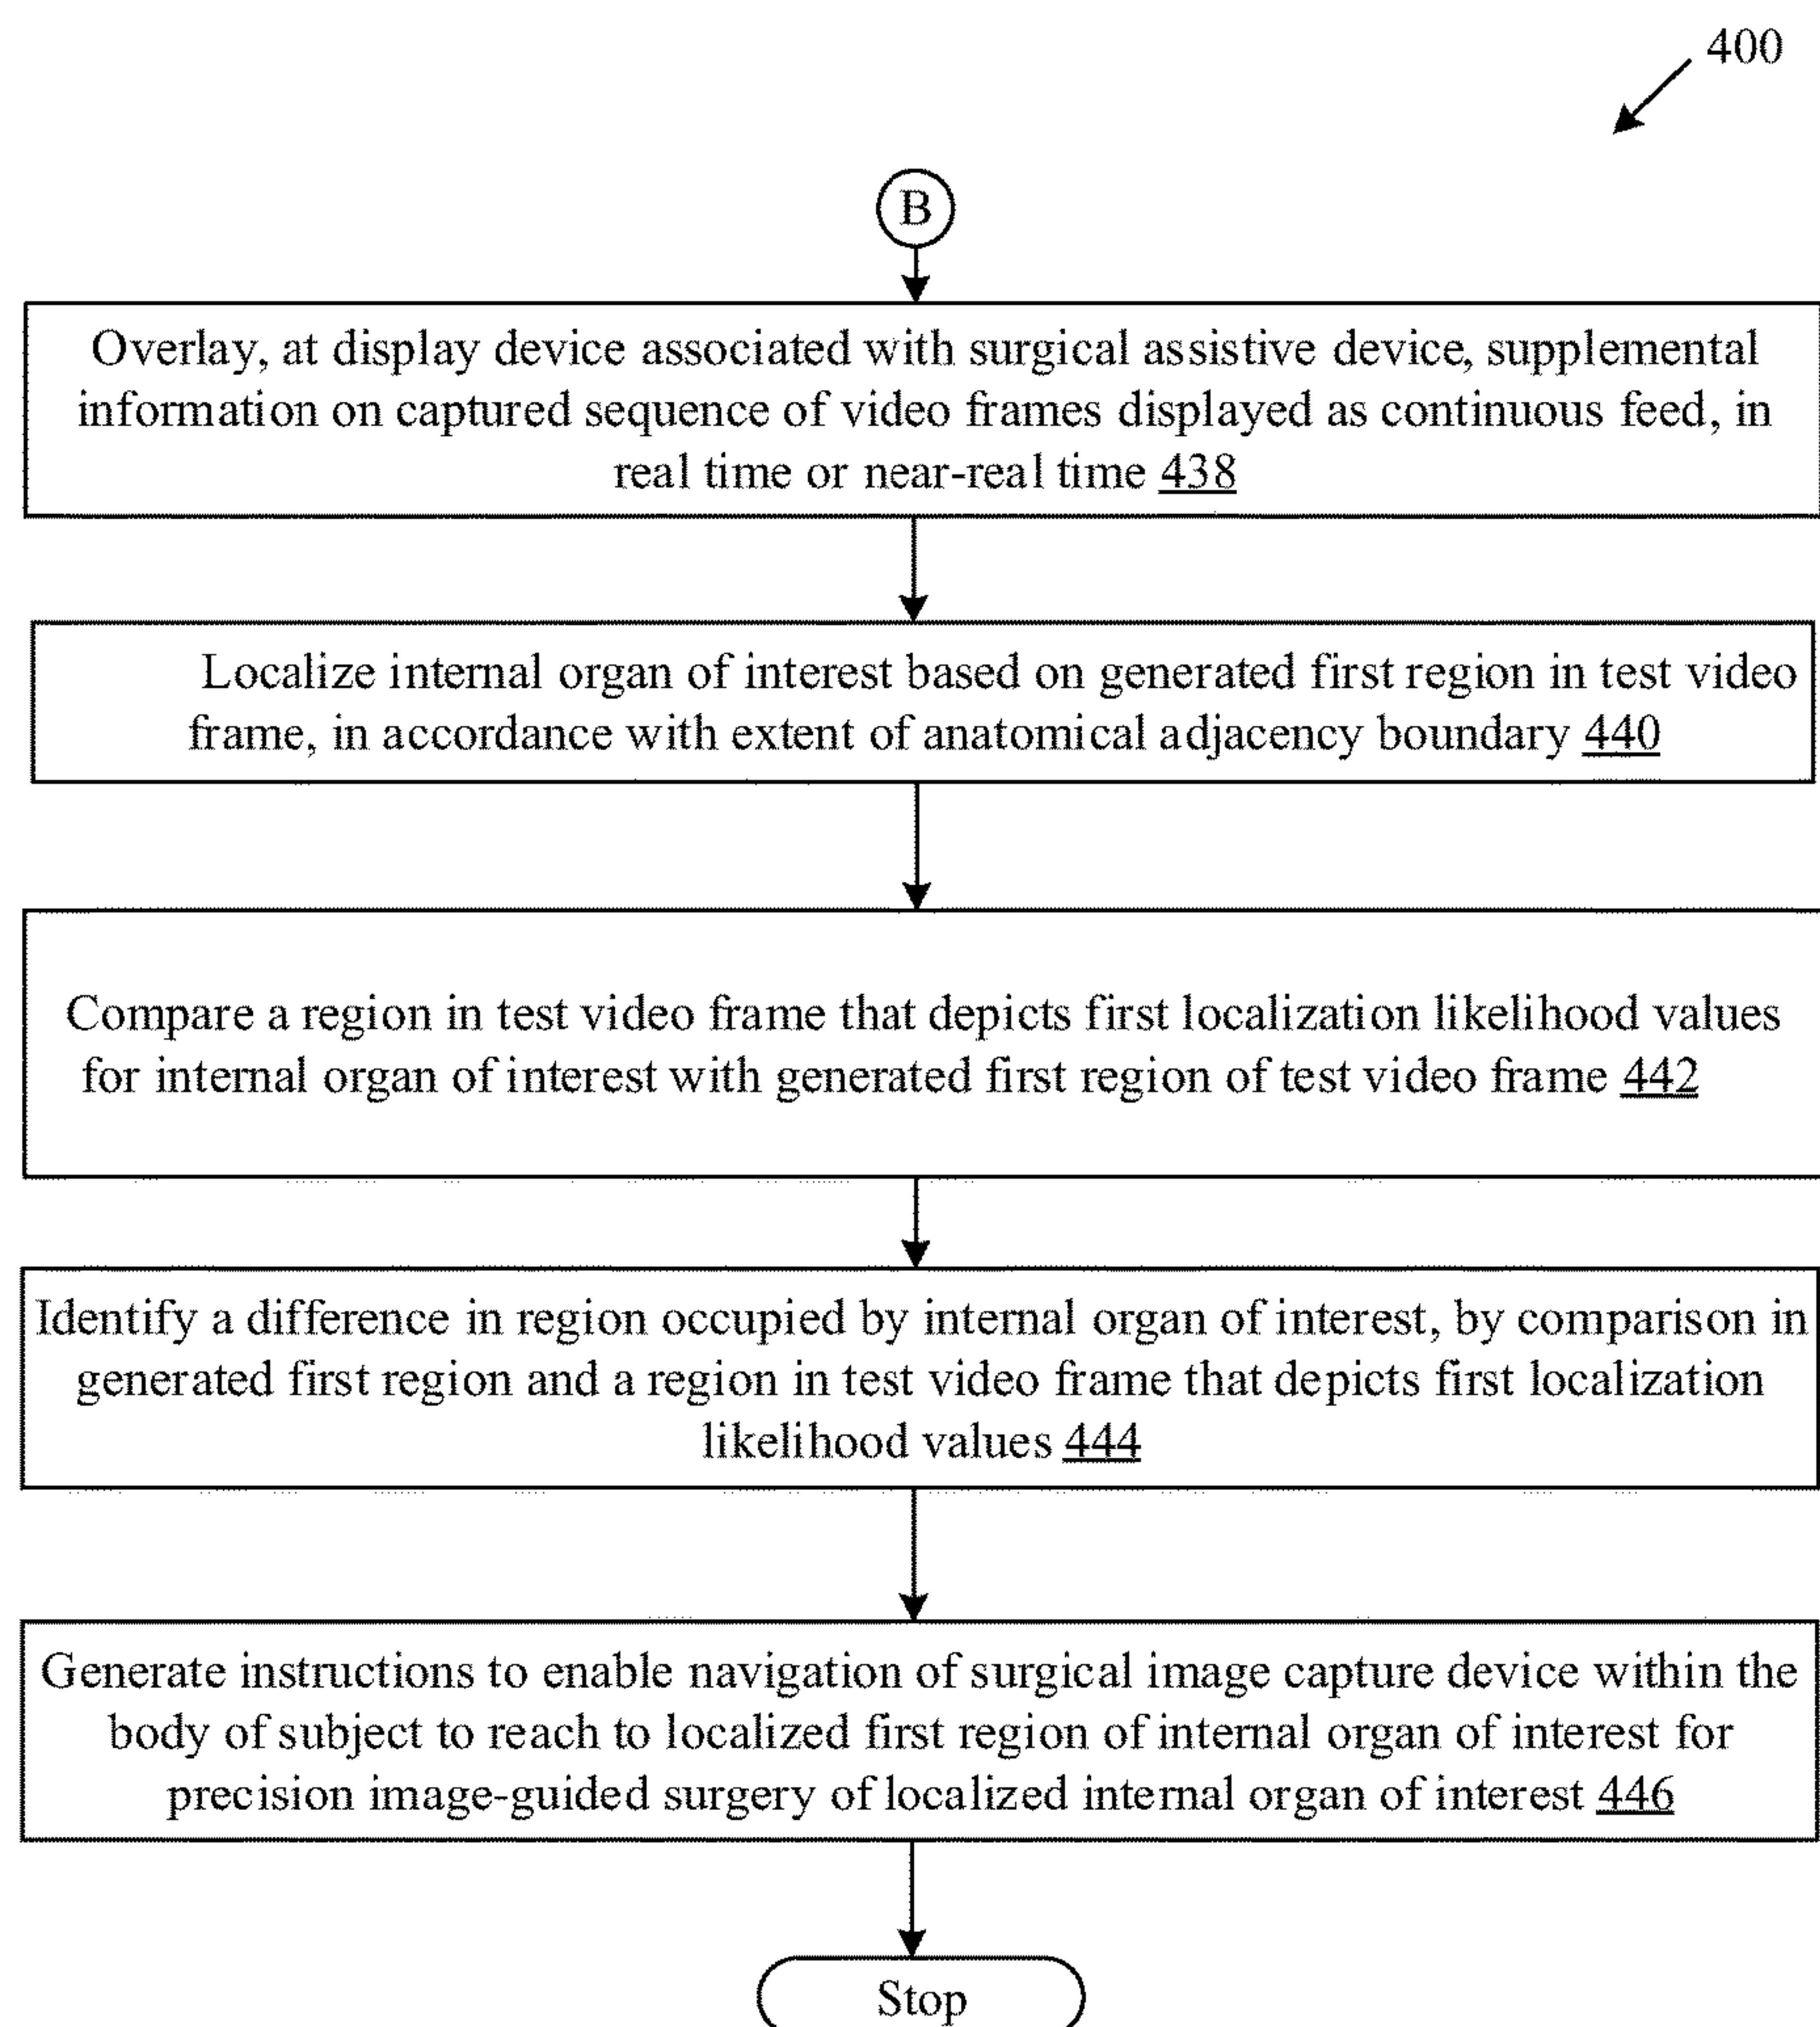 400
B
Overlay, at display device associated with surgical assistive device, supplemental
information on captured sequence of video frames displayed as continuous feed, in
real time or near-real time 438
Localize internal organ of interest based on generated first region in test video
frame, in accordance with extent of anatomical adjacency boundary 440
Compare a region in test video frame that depicts first localization likelihood values
for internal organ of interest with generated first region of test video frame 442
Identify a difference in region occupied by internal organ of interest, by comparison in
generated first region and a region in test video frame that depicts first localization
likelihood values 444
Generate instructions to enable navigation of surgical image capture device within the
body of subject to reach to localized first region of internal organ of interest for
precision image-guided surgery of localized internal organ of interest 446
Stop